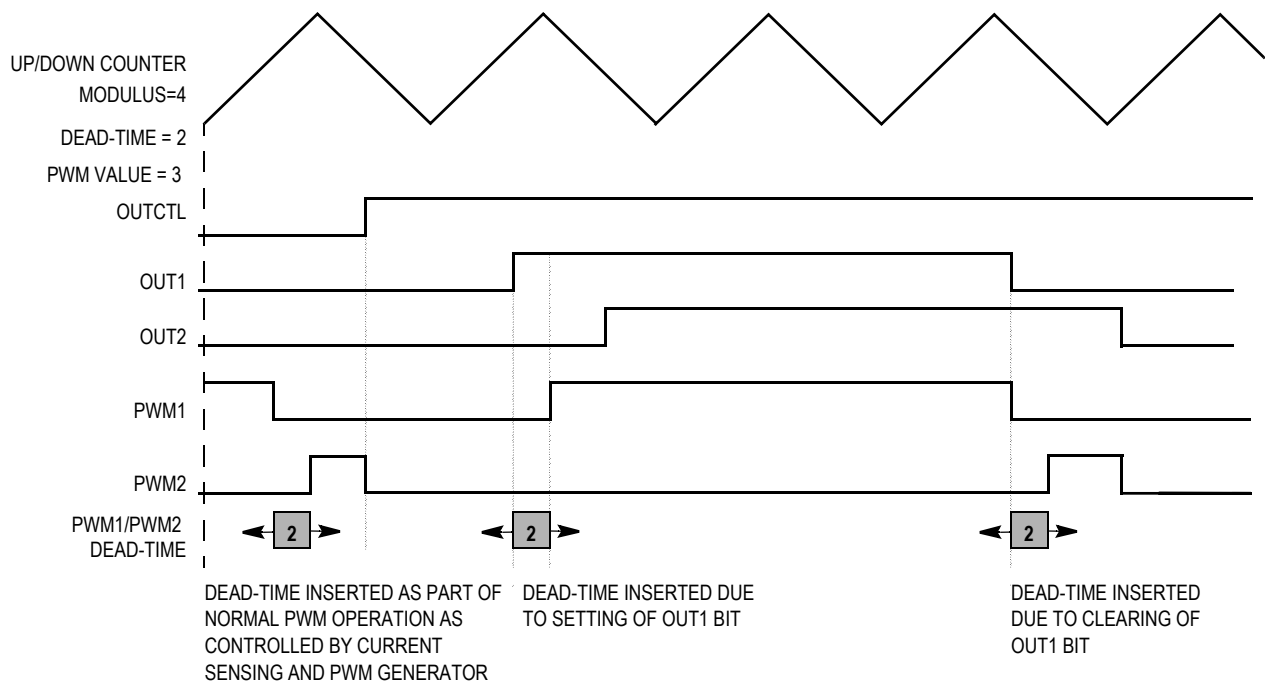 UP/DOWN COUNTER
MODULUS=4
DEAD-TIME = 2
PWM VALUE = 3
OUTCTL
OUT1
OUT2
PWM1
PWM2
PWM1/PWM2
DEAD-TIME
2
2
2
DEAD-TIME INSERTED AS PART OF
NORMAL PWM OPERATION AS
CONTROLLED BY CURRENT
SENSING AND PWM GENERATOR
DEAD-TIME INSERTED DUE
TO SETTING OF OUT1 BIT
DEAD-TIME INSERTED
DUE TO CLEARING OF
OUT1 BIT